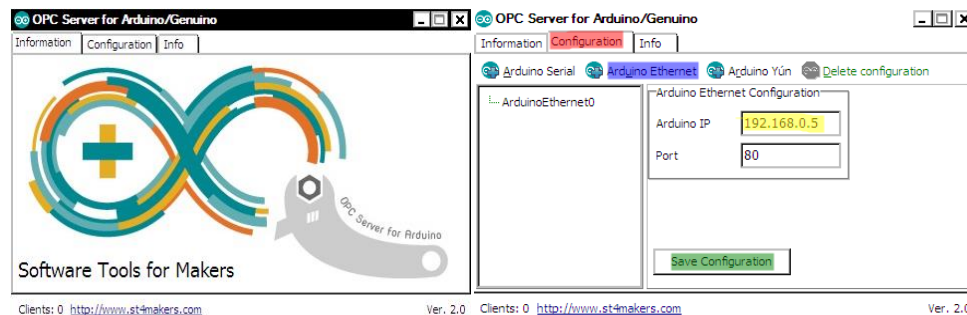 OPC Server for Arduino/Genuino
Information Configuration Info
OPC Server for Arduino
Software Tools for Makers
Clients: 0 http://www.st4makers.com Ver. 2.0
OPC Server for Arduino/Genuino
Information Configuration Info
Arduino Serial Arduino Ethernet Arduino Yún Delete configuration
ArduinoEthernet0
Arduino Ethernet Configuration
Arduino IP 192.168.0.5
Port 80
Save Configuration
Clients: 0 http://www.st4makers.com Ver. 2.0